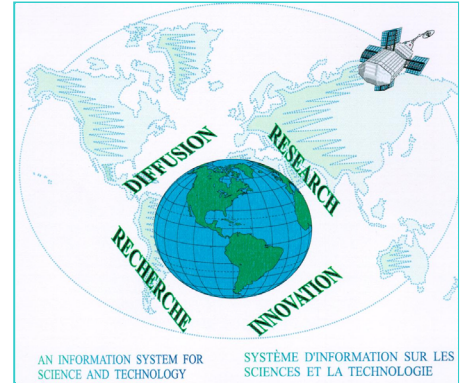 DIFFUSION
RESEARCH
RECHERCHE
INNOVATION
AN INFORMATION SYSTEM FOR
SCIENCE AND TECHNOLOGY
SYSTÈME D'INFORMATION SUR LES
SCIENCES ET LA TECHNOLOGIE